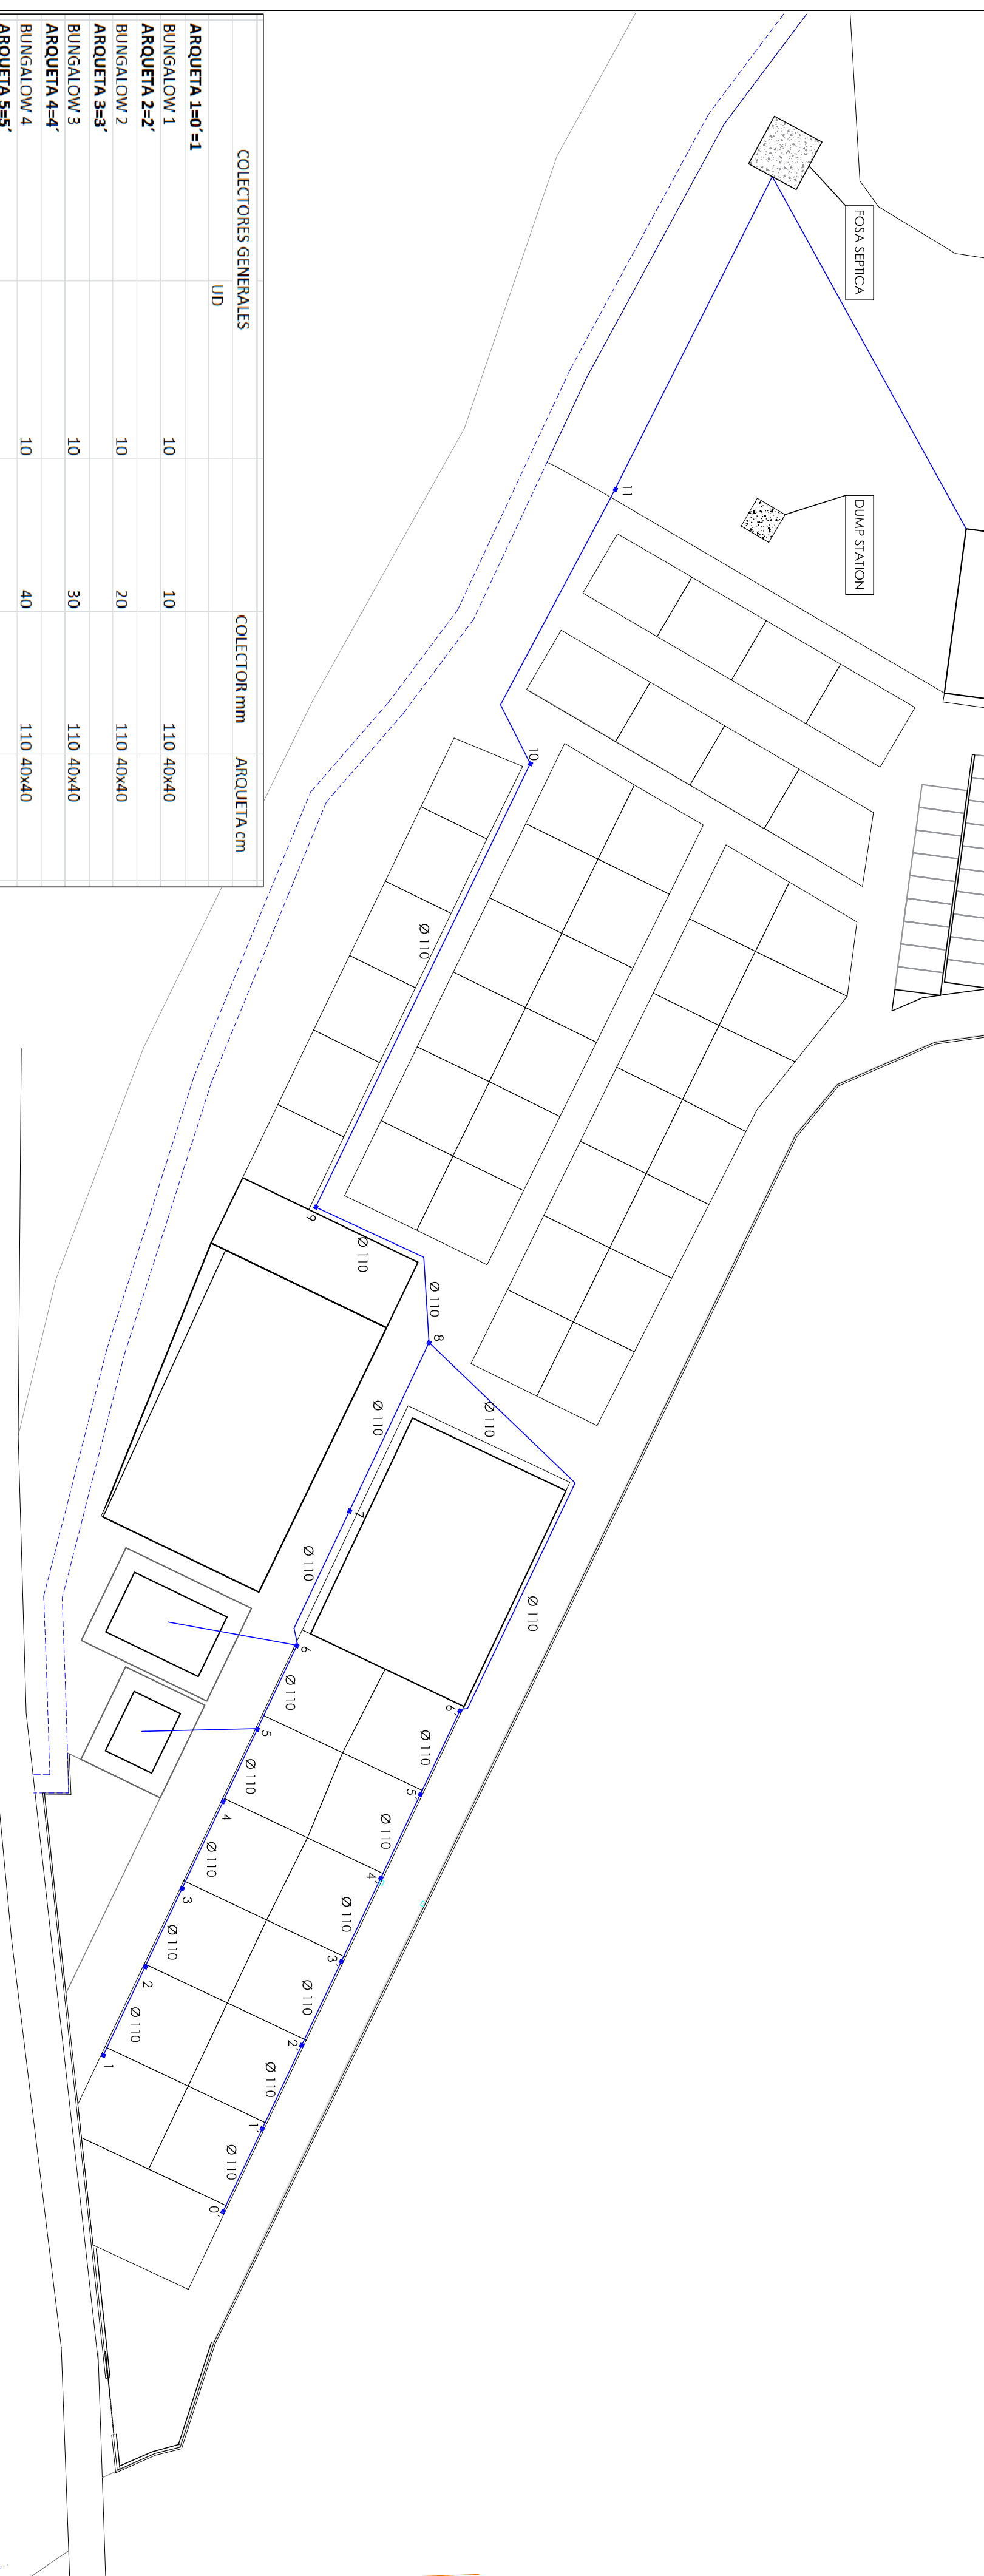 COLECTORES GENERALES
UD COLECTOR mm ARQUETA cm
ARQUETA 1=0´=1
BUNGALOW 1 10 10 110 40x40
ARQUETA 2=2´
BUNGALOW 2 10 20 110 40x40
ARQUETA 3=3´
BUNGALOW 3 10 30 110 40x40
ARQUETA 4=4´
BUNGALOW 4 10 40 110 40x40
ARQUETA 5=5´
FOSA SEPTICA
DUMP STATION
11
10
Ø 110
9
Ø 110
Ø 110
8
Ø 110
Ø 110
7
Ø 110
Ø 110
6
6´
Ø 110
Ø 110
5
5´
Ø 110
Ø 110
4
4´
Ø 110
Ø 110
3
3´
Ø 110
Ø 110
2
2´
Ø 110
Ø 110
1
1´
Ø 110
0´